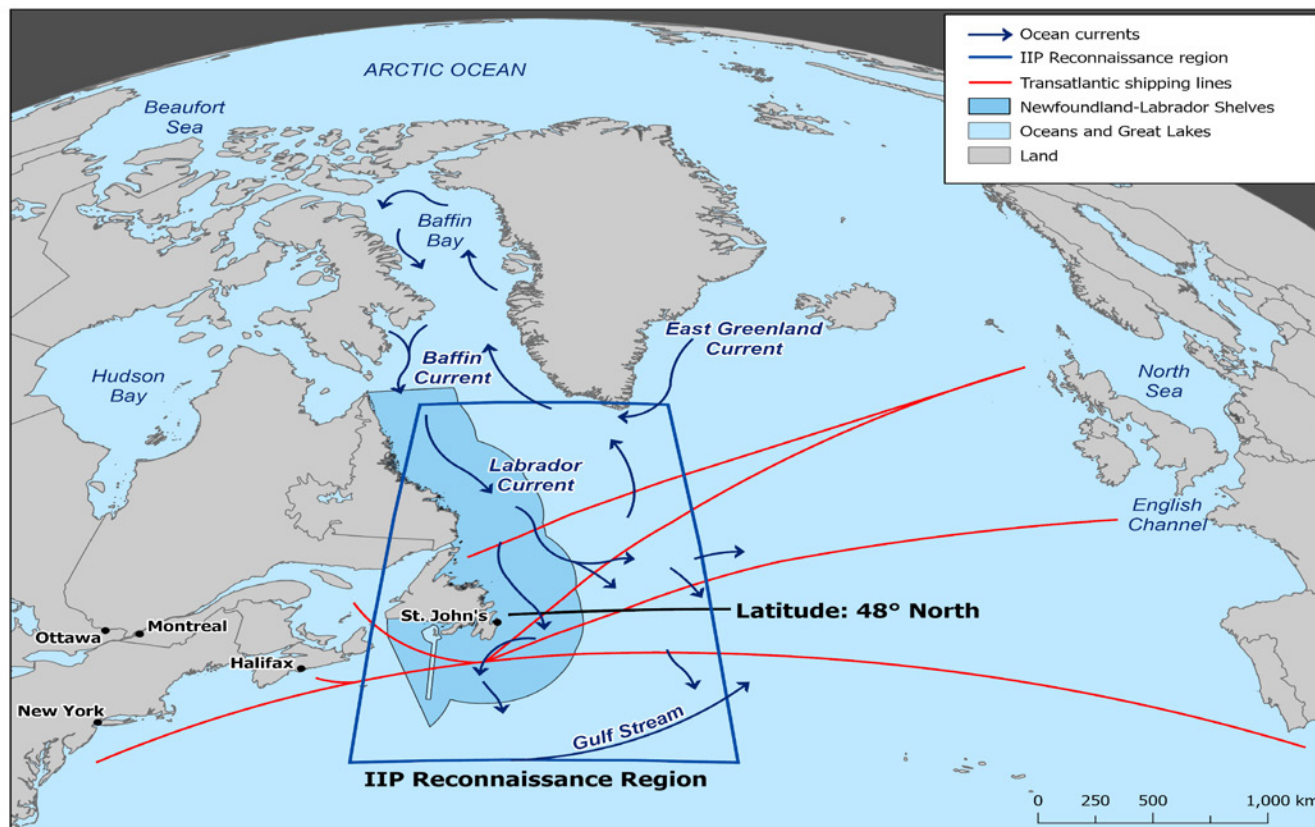 Ocean currents
IIP Reconnaissance region
Transatlantic shipping lines
Newfoundland-Labrador Shelves
Oceans and Great Lakes
Land
ARCTIC OCEAN
Beaufort
Sea
Baffin
Bay
East Greenland
Current
Baffin
Current
Hudson
Bay
North
Sea
Labrador
Current
English
Channel
St. John's
Latitude: 48° North
Ottawa
Montreal
Halifax
New York
Gulf Stream
IIP Reconnaissance Region
0 250 500 1,000 km